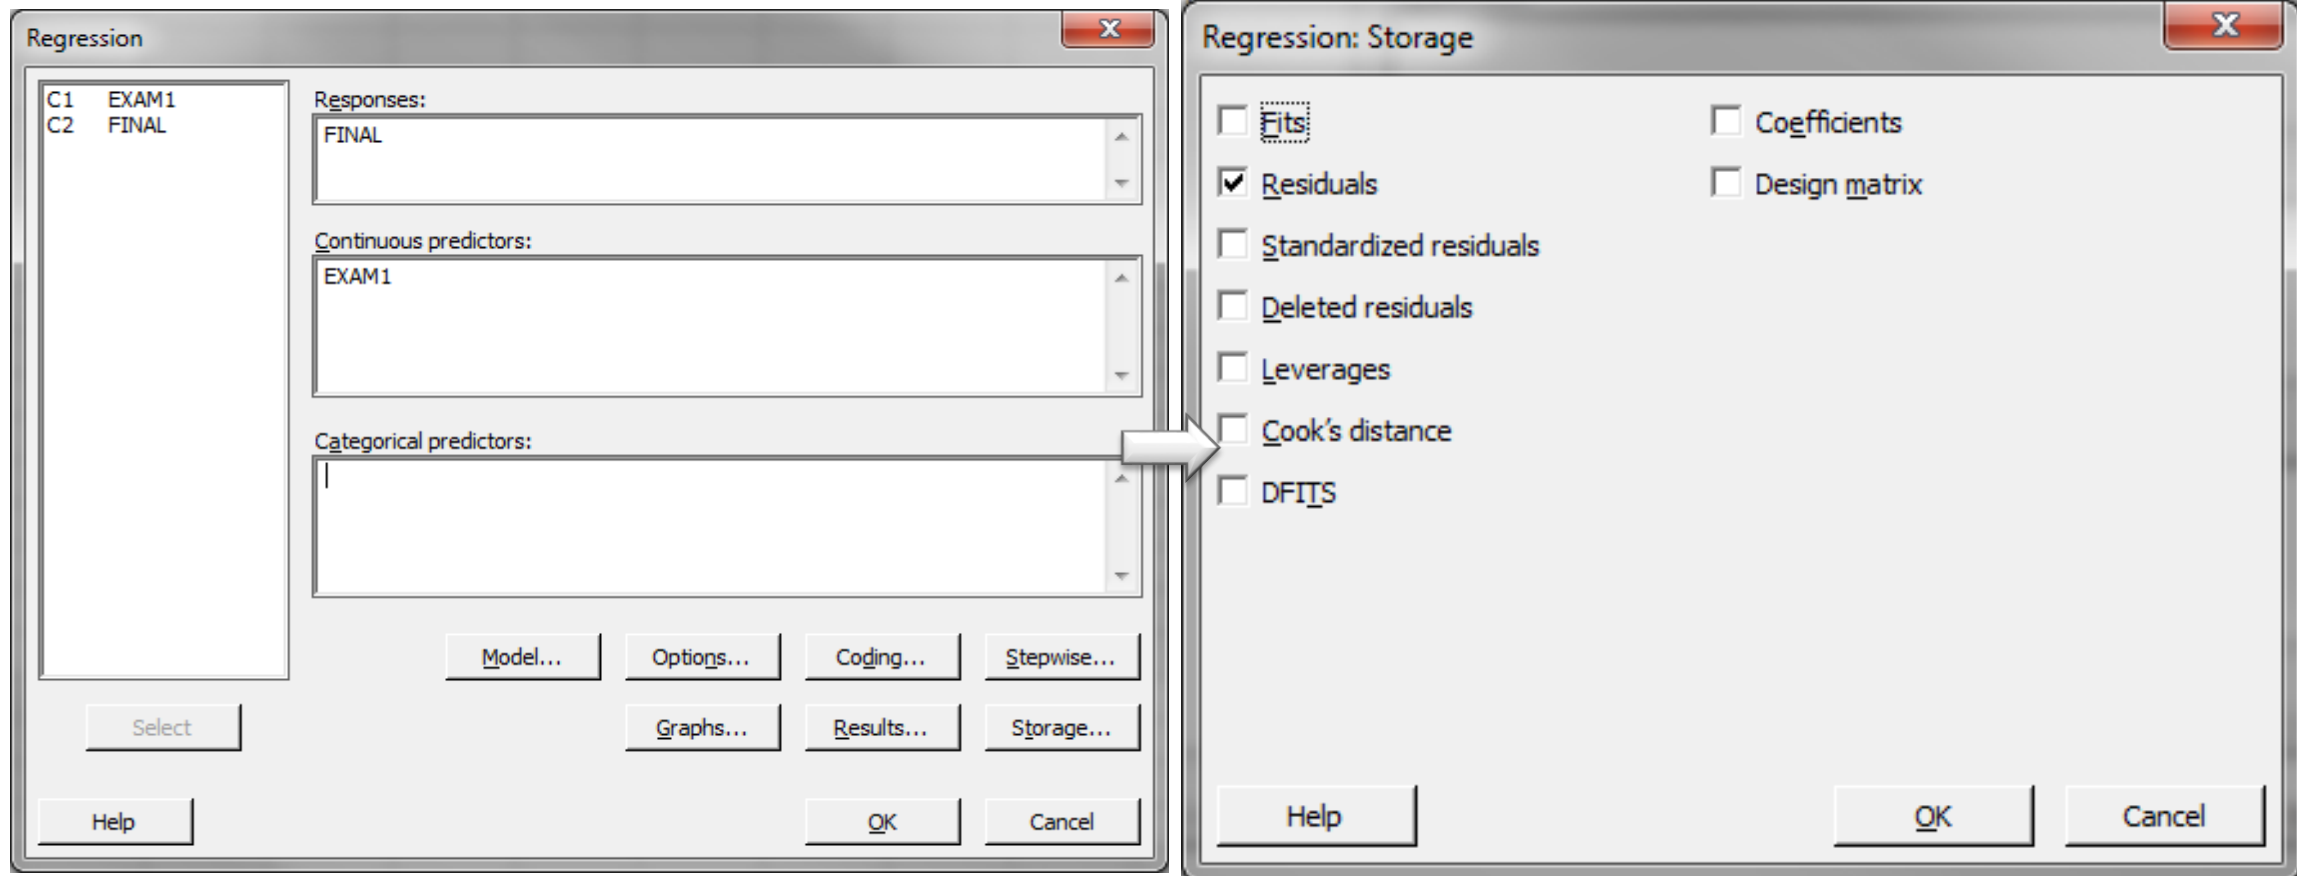 Regression
C1 EXAM1
C2 FINAL
Responses:
FINAL
Continuous predictors:
EXAM1
Categorical predictors:
Model...
Options...
Coding...
Stepwise...
Select
Graphs...
Results...
Storage...
Help
OK
Cancel
Regression: Storage
Fits
Coefficients
Residuals
Design matrix
Standardized residuals
Deleted residuals
Leverages
Cook's distance
DFITS
Help
OK
Cancel